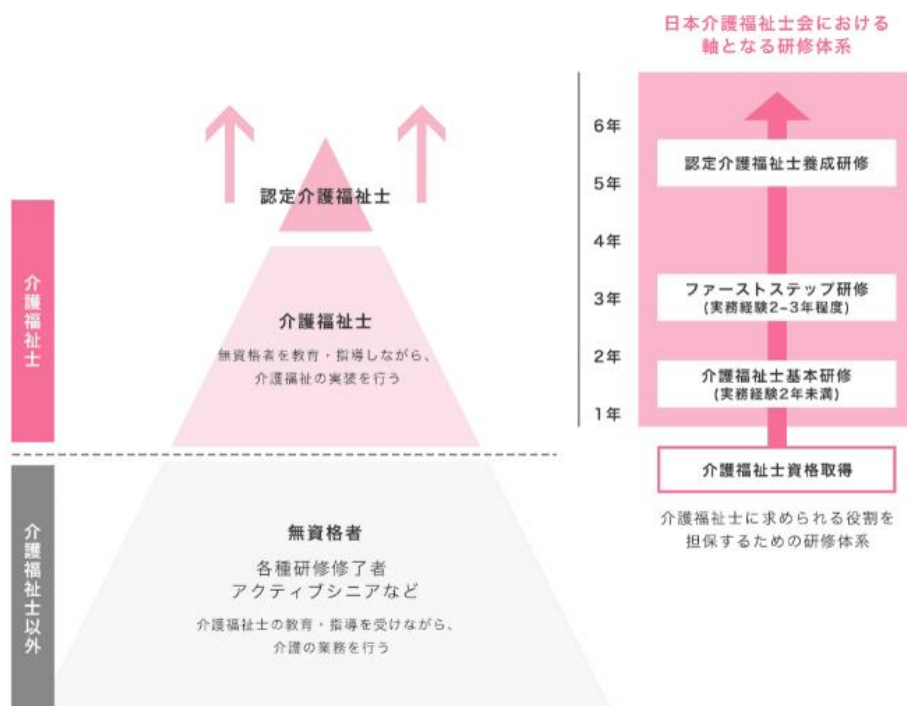 日本介護福祉士会における
軸となる研修体系
6年
5年
4年
3年
2年
1年
認定介護福祉士養成研修
ファーストステップ研修
(実務経験2−3年程度)
介護福祉士基本研修
(実務経験2年未満)
介護福祉士資格取得
介護福祉士に求められる役割を
担保するための研修体系
認定介護福祉士
介護福祉士
介護福祉士
無資格者を教育・指導しながら、
介護福祉の実装を行う
介護福祉士以外
無資格者
各種研修修了者
アクティブシニアなど
介護福祉士の教育・指導を受けながら、
介護の業務を行う